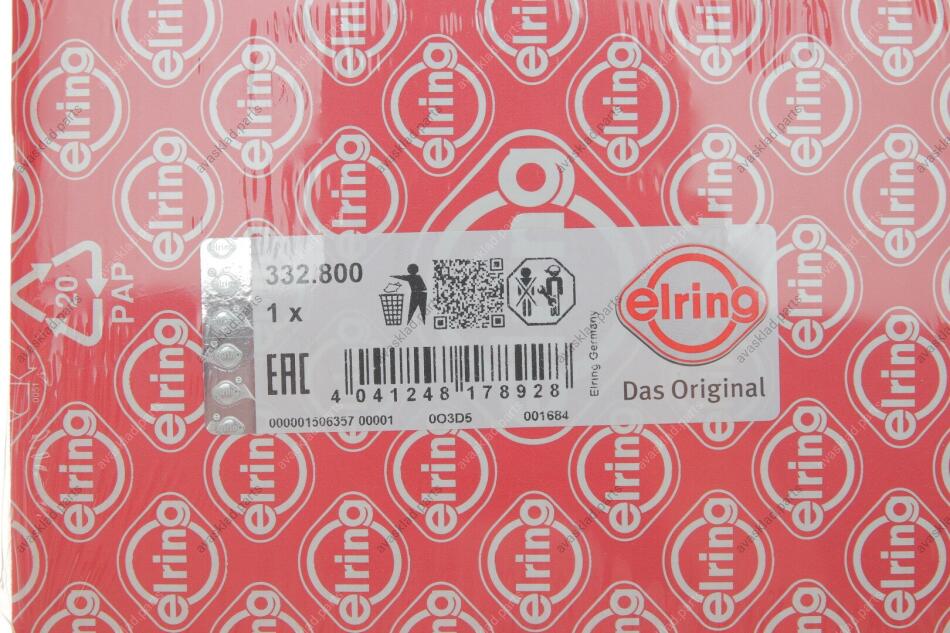 332.800
1 x
EAC
4 041248 178928
000001506357 00001 0O3D5 001684
Elring Germany
elring
Das Original
20
PAP
elring
avasklad.parts